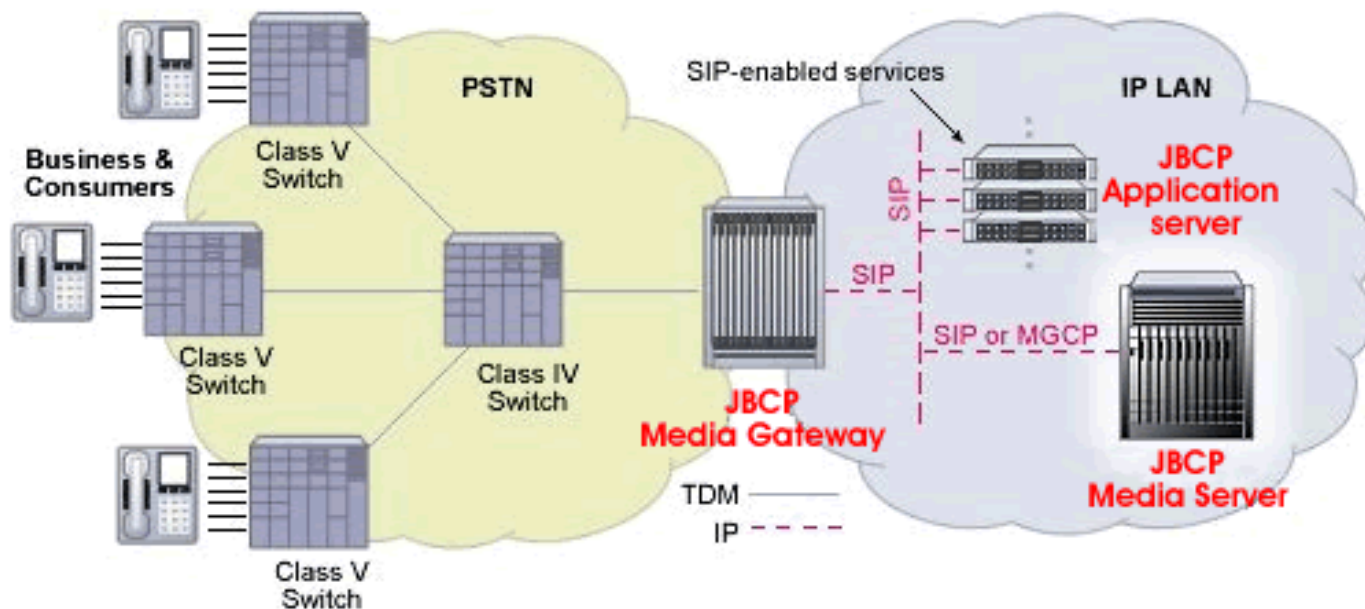 PSTN
SIP-enabled services
IP LAN
Class V
Switch
Business &
Consumers
JBCP
Application
server
SIP
Class V
Switch
Class IV
Switch
SIP
SIP or MGCP
JBCP
Media Gateway
JBCP
Media Server
TDM
IP
Class V
Switch